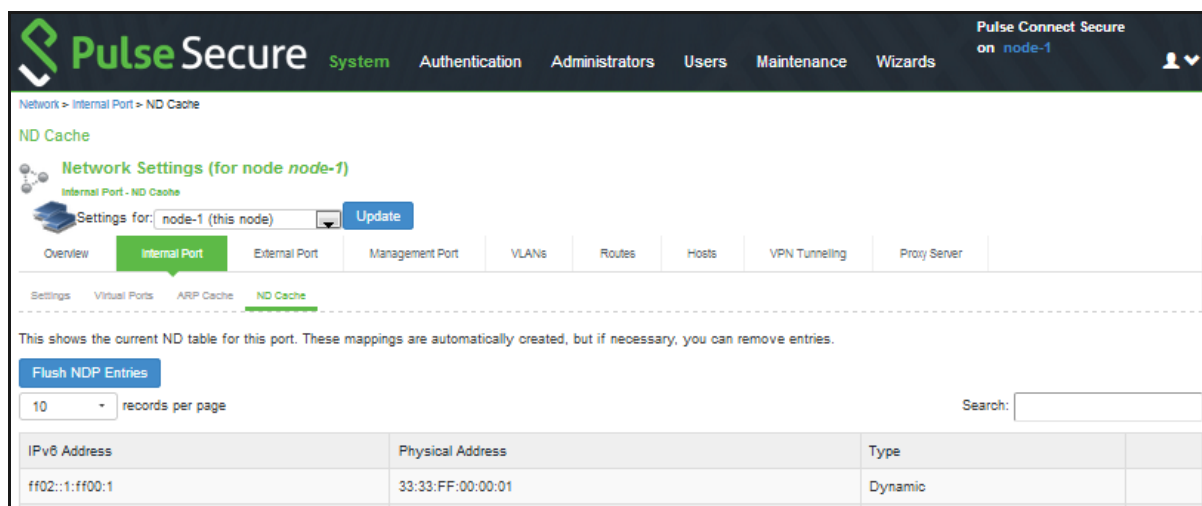 Pulse Secure System Authentication Administrators Users Maintenance Wizards
Pulse Connect Secure
on node-1
Network > Internal Port > ND Cache
ND Cache
Network Settings (for node node-1)
Internal Port - ND Cache
Settings for: node-1 (this node) Update
Overview Internal Port External Port Management Port VLANs Routes Hosts VPN Tunneling Proxy Server
Settings Virtual Ports ARP Cache ND Cache
This shows the current ND table for this port. These mappings are automatically created, but if necessary, you can remove entries.
Flush NDP Entries
10 records per page Search:
IPv6 Address Physical Address Type
ff02::1:ff00:1 33:33:FF:00:00:01 Dynamic